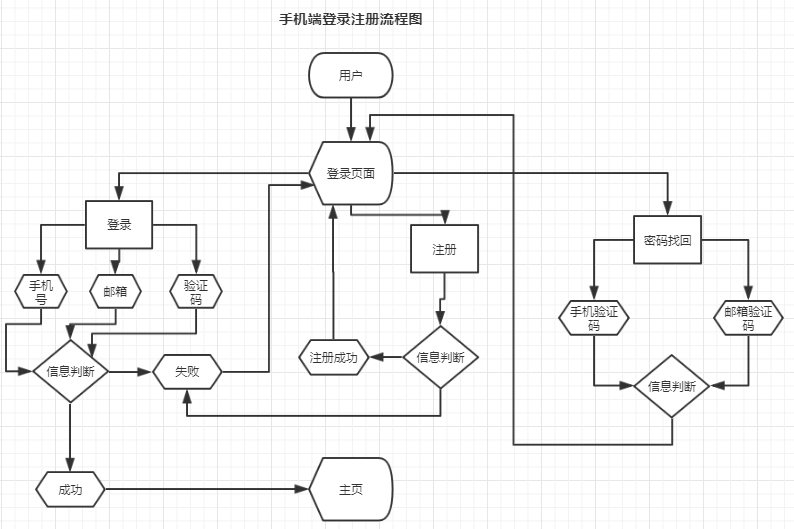 手机端登录注册流程图
用户
登录页面
登录
注册
密码找回
手机
号
邮箱
验证
码
手机验证
码
邮箱验证
码
信息判断
失败
注册成功
信息判断
信息判断
成功
主页